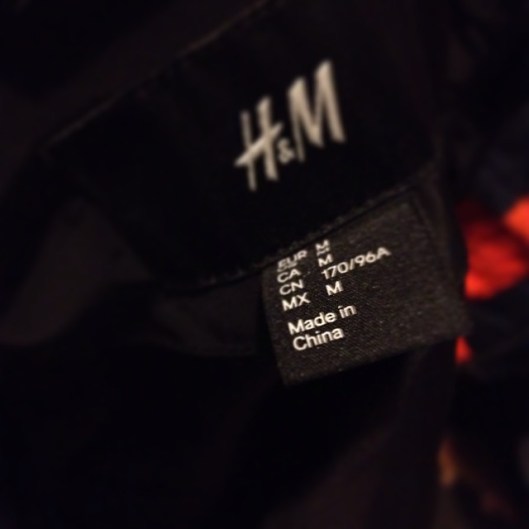 H&M
EUR M
CA M
CN 170/96A
MX M
Made in
China